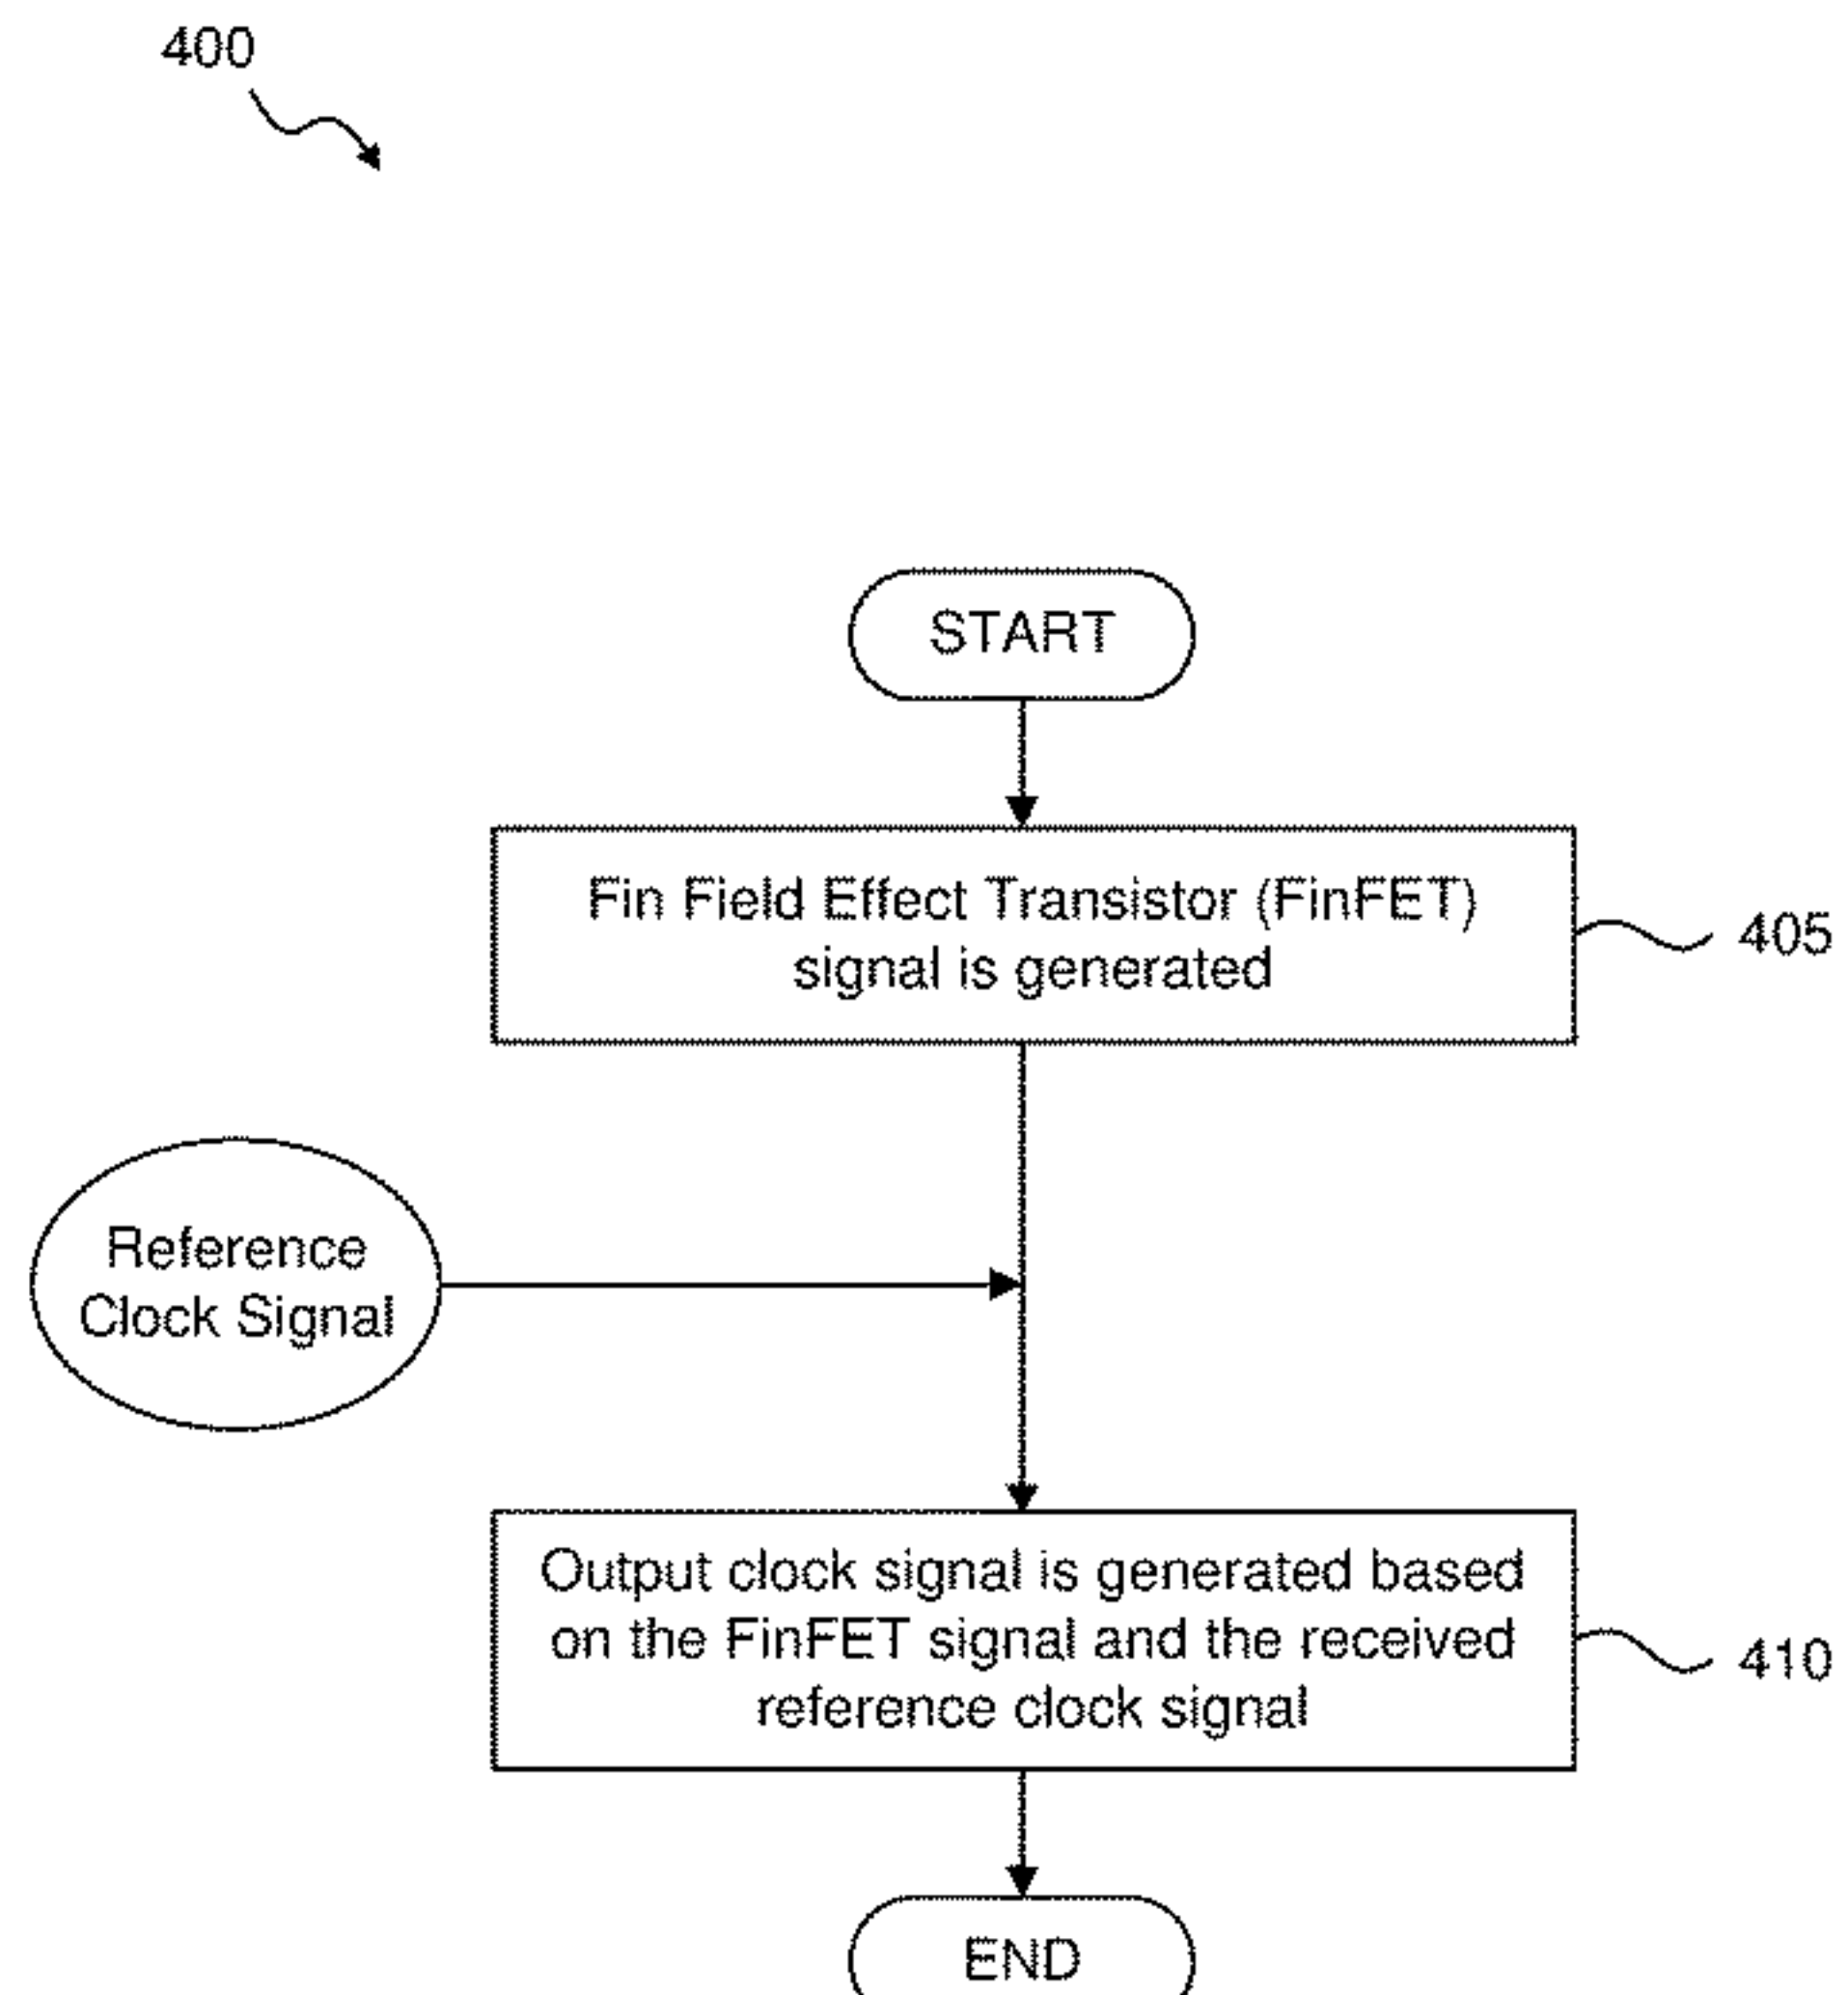 400
START
Fin Field Effect Transistor (FinFET)
signal is generated
405
Reference
Clock Signal
Output clock signal is generated based
on the FinFET signal and the received
reference clock signal
410
END